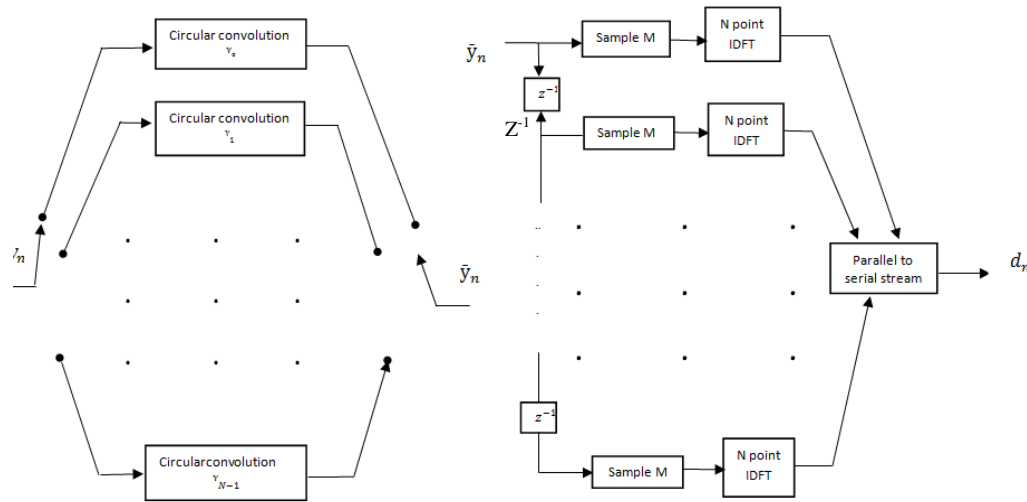 Circular convolution
γ₀
Circular convolution
γ₁
ȳₙ
Circularconvolution
γ_{N−1}
ȳₙ
Sample M
N point
IDFT
z⁻¹
Z⁻¹
Sample M
N point
IDFT
Parallel to
serial stream
dₙ
z⁻¹
Sample M
N point
IDFT